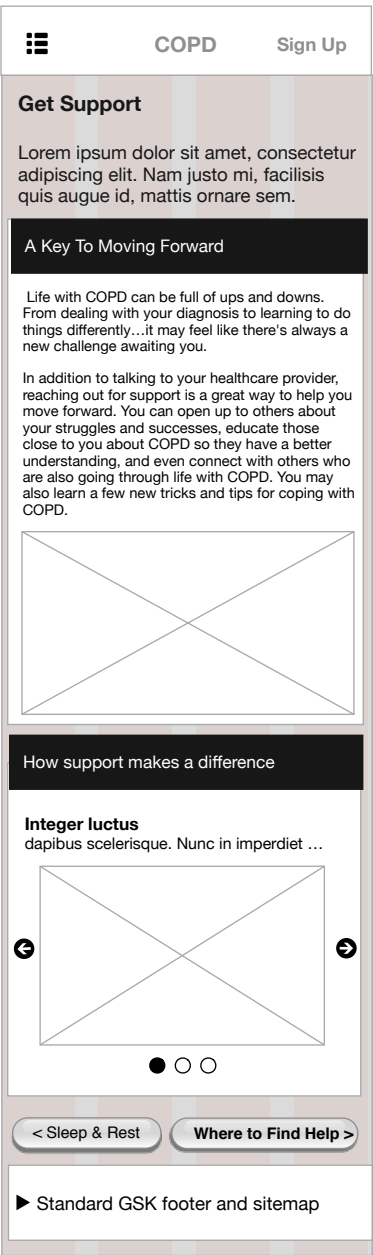 COPD
Sign Up
Get Support
Lorem ipsum dolor sit amet, consectetur
adipiscing elit. Nam justo mi, facilisis
quis augue id, mattis ornare sem.
A Key To Moving Forward
Life with COPD can be full of ups and downs.
From dealing with your diagnosis to learning to do
things differently…it may feel like there's always a
new challenge awaiting you.
In addition to talking to your healthcare provider,
reaching out for support is a great way to help you
move forward. You can open up to others about
your struggles and successes, educate those
close to you about COPD so they have a better
understanding, and even connect with others who
are also going through life with COPD. You may
also learn a few new tricks and tips for coping with
COPD.
How support makes a difference
Integer luctus
dapibus scelerisque. Nunc in imperdiet …
< Sleep & Rest
Where to Find Help >
Standard GSK footer and sitemap